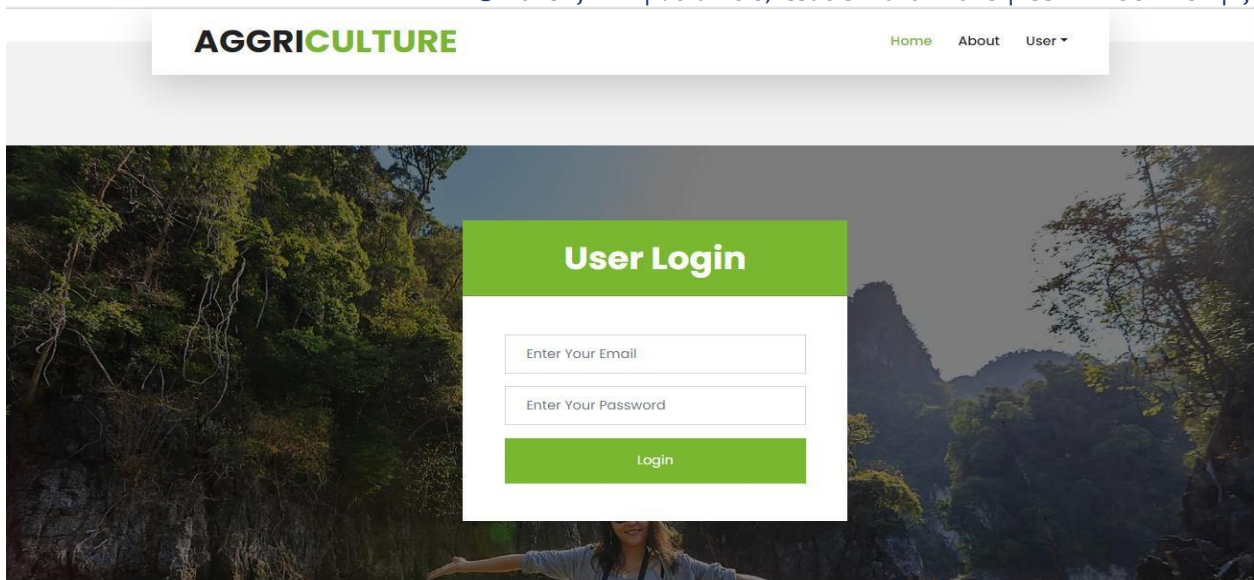 AGGRICULTURE
Home About User
User Login
Enter Your Email
Enter Your Password
Login